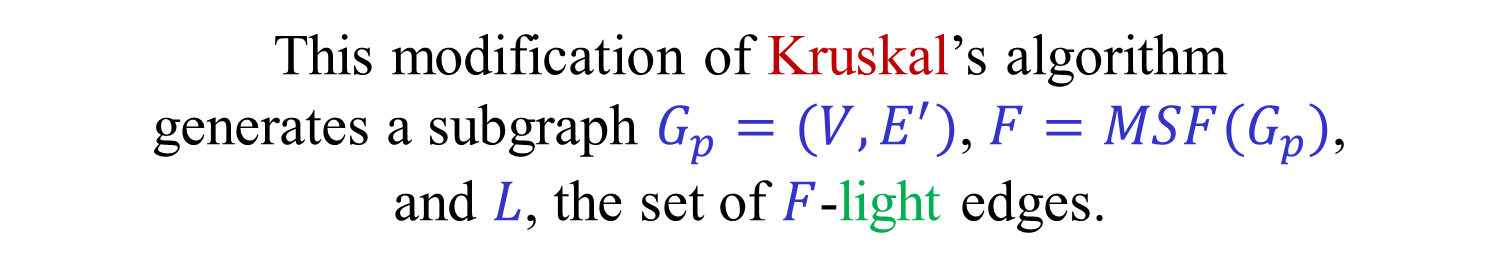 This modification of Kruskal's algorithm
generates a subgraph $G_p = (V, E')$, $F = MSF(G_p)$,
and $L$, the set of $F$-light edges.